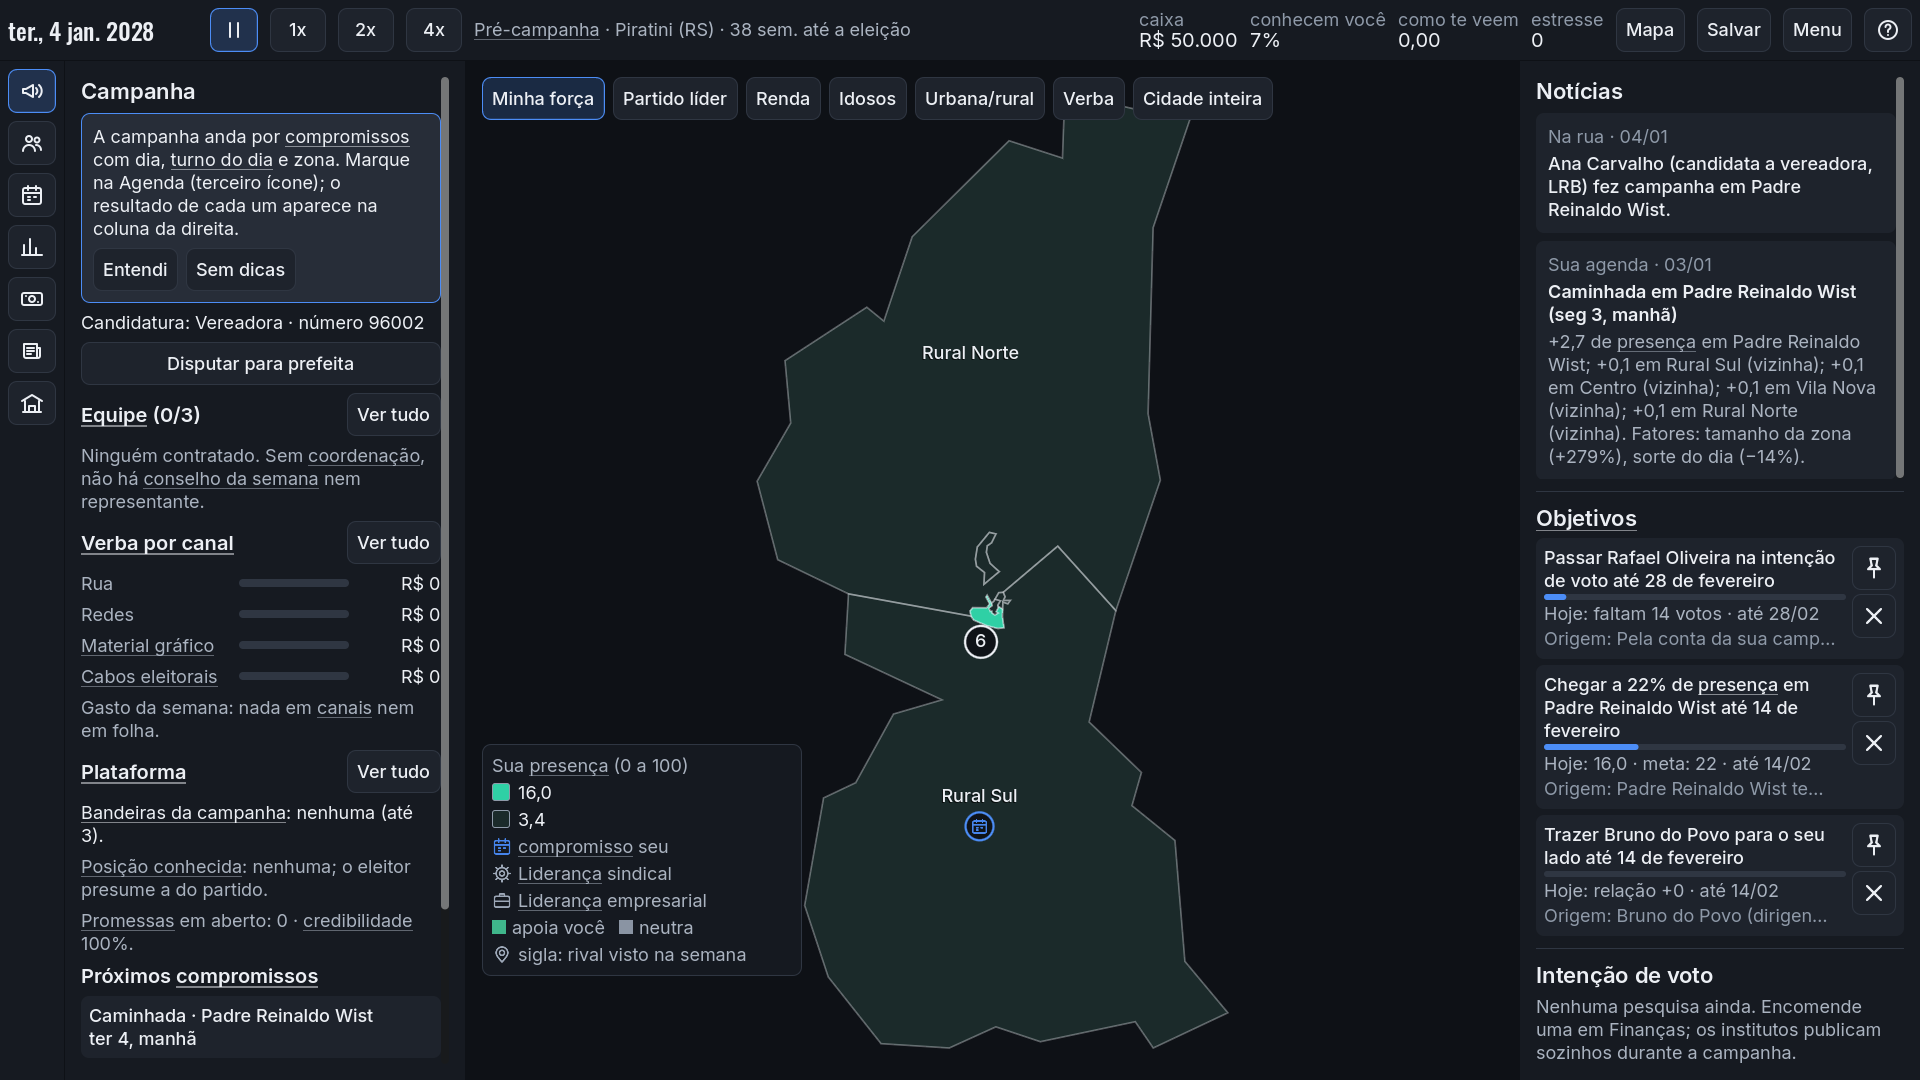 ter., 4 jan. 2028
1x
2x
4x
Pré-campanha · Piratini (RS) · 38 sem. até a eleição
caixa
R$ 50.000
conhecem você
7%
como te veem
0,00
estresse
0
Mapa
Salvar
Menu
Campanha
A campanha anda por compromissos
com dia, turno do dia e zona. Marque
na Agenda (terceiro ícone); o
resultado de cada um aparece na
coluna da direita.
Entendi
Sem dicas
Candidatura: Vereadora · número 96002
Disputar para prefeita
Equipe (0/3)
Ver tudo
Ninguém contratado. Sem coordenação,
não há conselho da semana nem
representante.
Verba por canal
Ver tudo
Rua R$ 0
Redes R$ 0
Material gráfico R$ 0
Cabos eleitorais R$ 0
Gasto da semana: nada em canais nem
em folha.
Plataforma
Ver tudo
Bandeiras da campanha: nenhuma (até
3).
Posição conhecida: nenhuma; o eleitor
presume a do partido.
Promessas em aberto: 0 · credibilidade
100%.
Próximos compromissos
Caminhada · Padre Reinaldo Wist
ter 4, manhã
Minha força
Partido líder
Renda
Idosos
Urbana/rural
Verba
Cidade inteira
Rural Norte
6
Rural Sul
Sua presença (0 a 100)
16,0
3,4
compromisso seu
Liderança sindical
Liderança empresarial
apoia você
neutra
sigla: rival visto na semana
Notícias
Na rua · 04/01
Ana Carvalho (candidata a vereadora,
LRB) fez campanha em Padre
Reinaldo Wist.
Sua agenda · 03/01
Caminhada em Padre Reinaldo Wist
(seg 3, manhã)
+2,7 de presença em Padre Reinaldo
Wist; +0,1 em Rural Sul (vizinha); +0,1
em Centro (vizinha); +0,1 em Vila Nova
(vizinha); +0,1 em Rural Norte
(vizinha). Fatores: tamanho da zona
(+279%), sorte do dia (−14%).
Objetivos
Passar Rafael Oliveira na intenção
de voto até 28 de fevereiro
Hoje: faltam 14 votos · até 28/02
Origem: Pela conta da sua camp...
Chegar a 22% de presença em
Padre Reinaldo Wist até 14 de
fevereiro
Hoje: 16,0 · meta: 22 · até 14/02
Origem: Padre Reinaldo Wist te...
Trazer Bruno do Povo para o seu
lado até 14 de fevereiro
Hoje: relação +0 · até 14/02
Origem: Bruno do Povo (dirigen...
Intenção de voto
Nenhuma pesquisa ainda. Encomende
uma em Finanças; os institutos publicam
sozinhos durante a campanha.